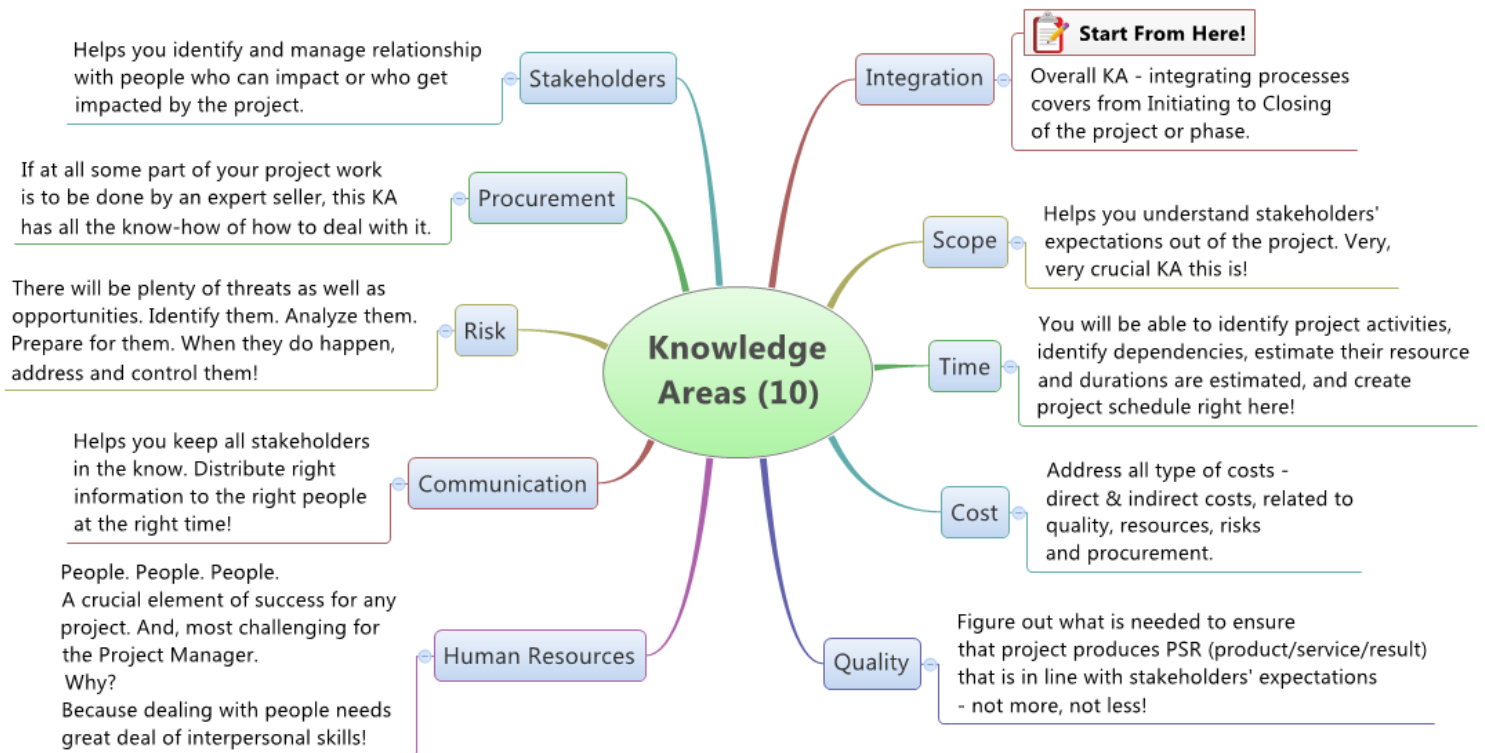 Knowledge
Areas (10)
Start From Here!
Integration
Overall KA - integrating processes
covers from Initiating to Closing
of the project or phase.
Scope
Helps you understand stakeholders'
expectations out of the project. Very,
very crucial KA this is!
Time
You will be able to identify project activities,
identify dependencies, estimate their resource
and durations are estimated, and create
project schedule right here!
Cost
Address all type of costs -
direct & indirect costs, related to
quality, resources, risks
and procurement.
Quality
Figure out what is needed to ensure
that project produces PSR (product/service/result)
that is in line with stakeholders' expectations
- not more, not less!
Human Resources
People. People. People.
A crucial element of success for any
project. And, most challenging for
the Project Manager.
Why?
Because dealing with people needs
great deal of interpersonal skills!
Communication
Helps you keep all stakeholders
in the know. Distribute right
information to the right people
at the right time!
Risk
There will be plenty of threats as well as
opportunities. Identify them. Analyze them.
Prepare for them. When they do happen,
address and control them!
Procurement
If at all some part of your project work
is to be done by an expert seller, this KA
has all the know-how of how to deal with it.
Stakeholders
Helps you identify and manage relationship
with people who can impact or who get
impacted by the project.